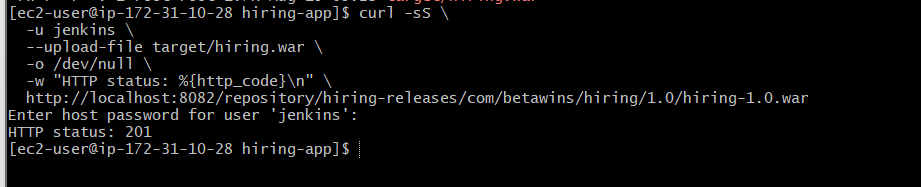 [ec2-user@ip-172-31-10-28 hiring-app]$ curl -sS \
  -u jenkins \
  --upload-file target/hiring.war \
  -o /dev/null \
  -w "HTTP status: %{http_code}\n" \
  http://localhost:8082/repository/hiring-releases/com/betawins/hiring/1.0/hiring-1.0.war
Enter host password for user 'jenkins':
HTTP status: 201
[ec2-user@ip-172-31-10-28 hiring-app]$